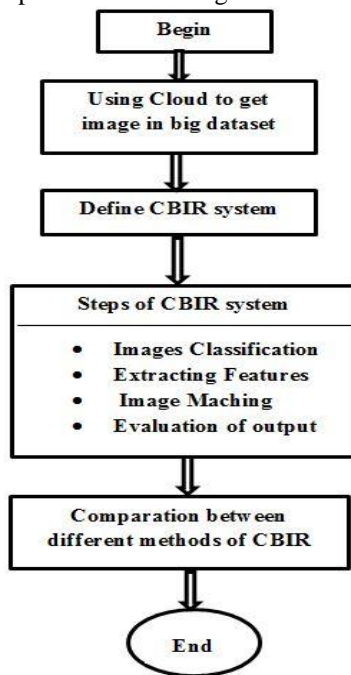 Begin
Using Cloud to get
image in big dataset
Define CBIR system
Steps of CBIR system
• Images Classification
• Extracting Features
• Image Maching
• Evaluation of output
Comparation between
different methods of CBIR
End